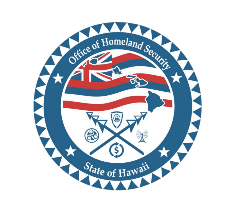 Office of Homeland Security
$
State of Hawaii